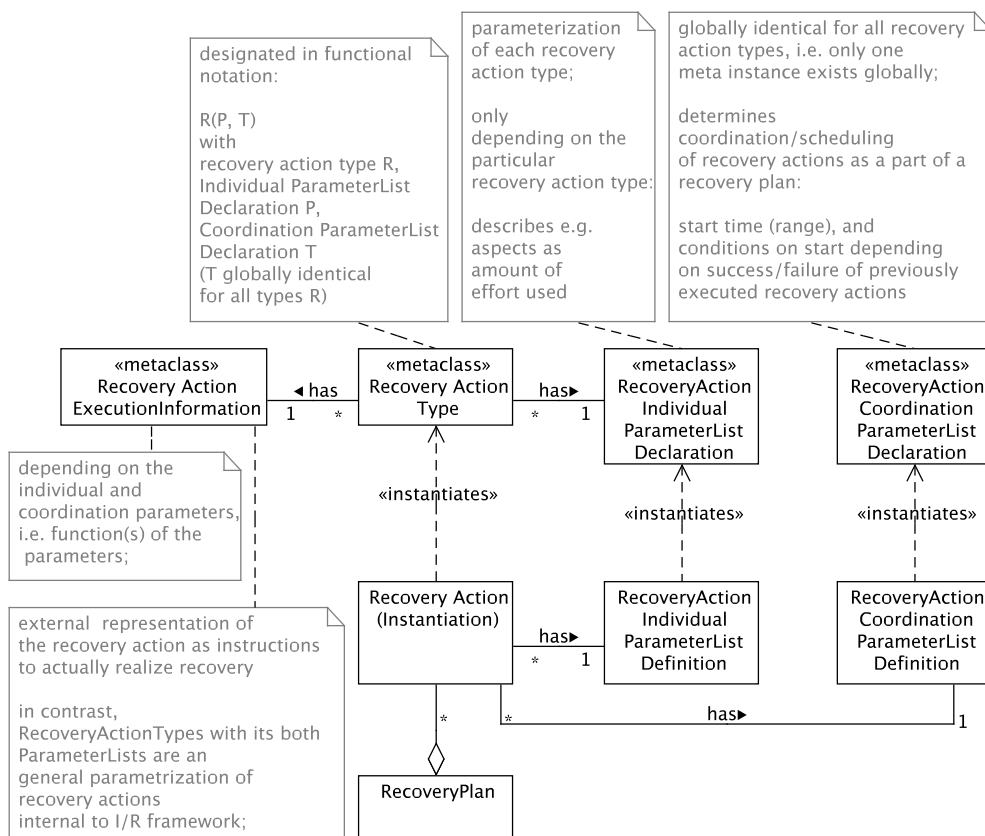 designated in functional
notation:
R(P, T)
with
recovery action type R,
Individual ParameterList
Declaration P,
Coordination ParameterList
Declaration T
(T globally identical
for all types R)
parameterization
of each recovery
action type;
only
depending on the
particular
recovery action type:
describes e.g.
aspects as
amount of
effort used
globally identical for all recovery
action types, i.e. only one
meta instance exists globally;
determines
coordination/scheduling
of recovery actions as a part of a
recovery plan:
start time (range), and
conditions on start depending
on success/failure of previously
executed recovery actions
«metaclass»
Recovery Action
ExecutionInformation
◄ has
1
*
«metaclass»
Recovery Action
Type
has►
*
1
«metaclass»
RecoveryAction
Individual
ParameterList
Declaration
«metaclass»
RecoveryAction
Coordination
ParameterList
Declaration
depending on the
individual and
coordination parameters,
i.e. function(s) of the
parameters;
«instantiates»
«instantiates»
«instantiates»
Recovery Action
(Instantiation)
has►
*
1
RecoveryAction
Individual
ParameterList
Definition
RecoveryAction
Coordination
ParameterList
Definition
external representation of
the recovery action as instructions
to actually realize recovery
in contrast,
RecoveryActionTypes with its both
ParameterLists are an
general parametrization of
recovery actions
internal to I/R framework;
*
*
has►
1
RecoveryPlan